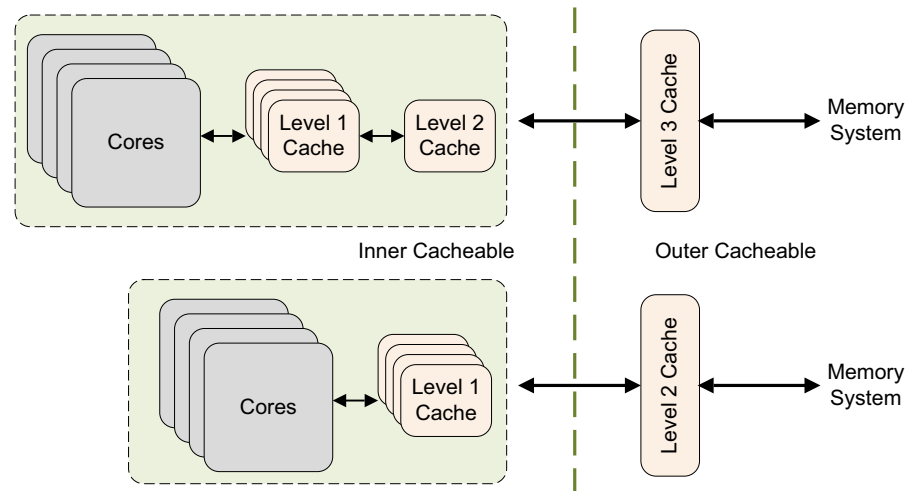 Cores
Level 1
Cache
Level 2
Cache
Level 3 Cache
Memory
System
Inner Cacheable
Outer Cacheable
Cores
Level 1
Cache
Level 2 Cache
Memory
System